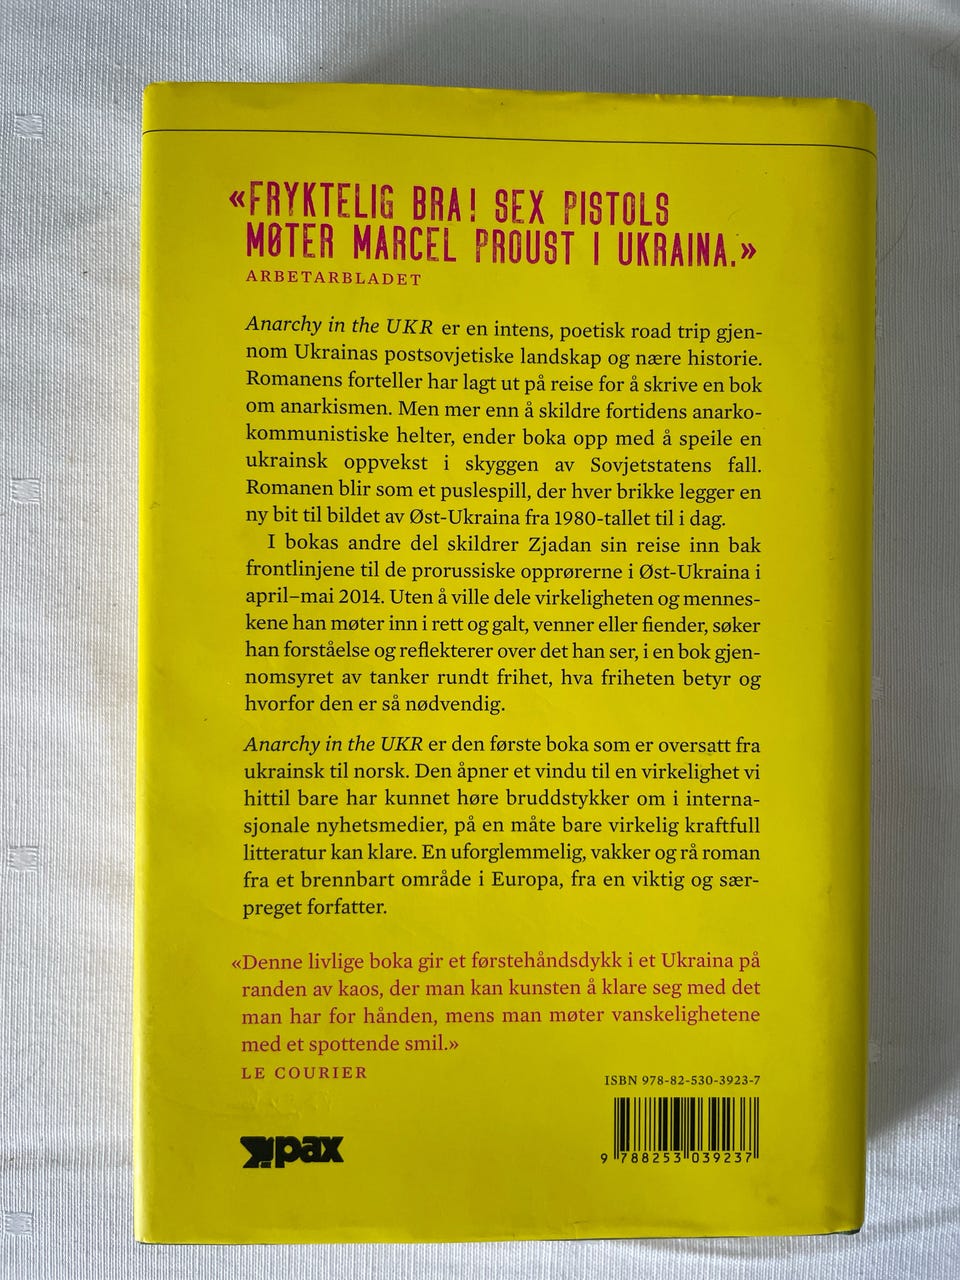 «FRYKTELIG BRA! SEX PISTOLS
MØTER MARCEL PROUST I UKRAINA.»
ARBETARBLADET
Anarchy in the UKR er en intens, poetisk road trip gjen-
nom Ukrainas postsovjetiske landskap og nære historie.
Romanens forteller har lagt ut på reise for å skrive en bok
om anarkismen. Men mer enn å skildre fortidens anarko-
kommunistiske helter, ender boka opp med å speile en
ukrainsk oppvekst i skyggen av Sovjetstatens fall.
Romanen blir som et puslespill, der hver brikke legger en
ny bit til bildet av Øst-Ukraina fra 1980-tallet til i dag.
I bokas andre del skildrer Zjadan sin reise inn bak
frontlinjene til de prorussiske opprørerne i Øst-Ukraina i
april–mai 2014. Uten å ville dele virkeligheten og mennes-
kene han møter inn i rett og galt, venner eller fiender, søker
han forståelse og reflekterer over det han ser, i en bok gjen-
nomsyret av tanker rundt frihet, hva friheten betyr og
hvorfor den er så nødvendig.
Anarchy in the UKR er den første boka som er oversatt fra
ukrainsk til norsk. Den åpner et vindu til en virkelighet vi
hittil bare har kunnet høre bruddstykker om i interna-
sjonale nyhetsmedier, på en måte bare virkelig kraftfull
litteratur kan klare. En uforglemmelig, vakker og rå roman
fra et brennbart område i Europa, fra en viktig og sær-
preget forfatter.
«Denne livlige boka gir et førstehåndsdykk i et Ukraina på
randen av kaos, der man kan kunsten å klare seg med det
man har for hånden, mens man møter vanskelighetene
med et spottende smil.»
LE COURIER
ISBN 978-82-530-3923-7
pax
9 788253 039237